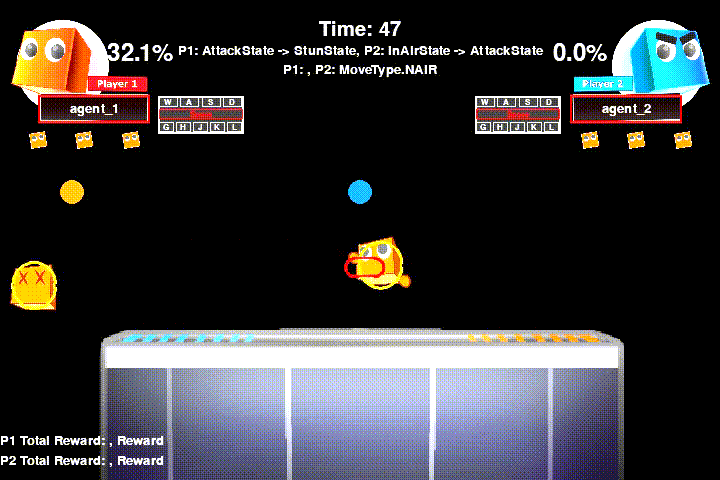 Time: 47
32.1% P1: AttackState -> StunState, P2: InAirState -> AttackState 0.0%
P1: , P2: MoveType.NAIR
Player 1
Player 2
agent_1
agent_2
W A S D
G H J K L
W A S D
G H J K L
P1 Total Reward: , Reward
P2 Total Reward: , Reward